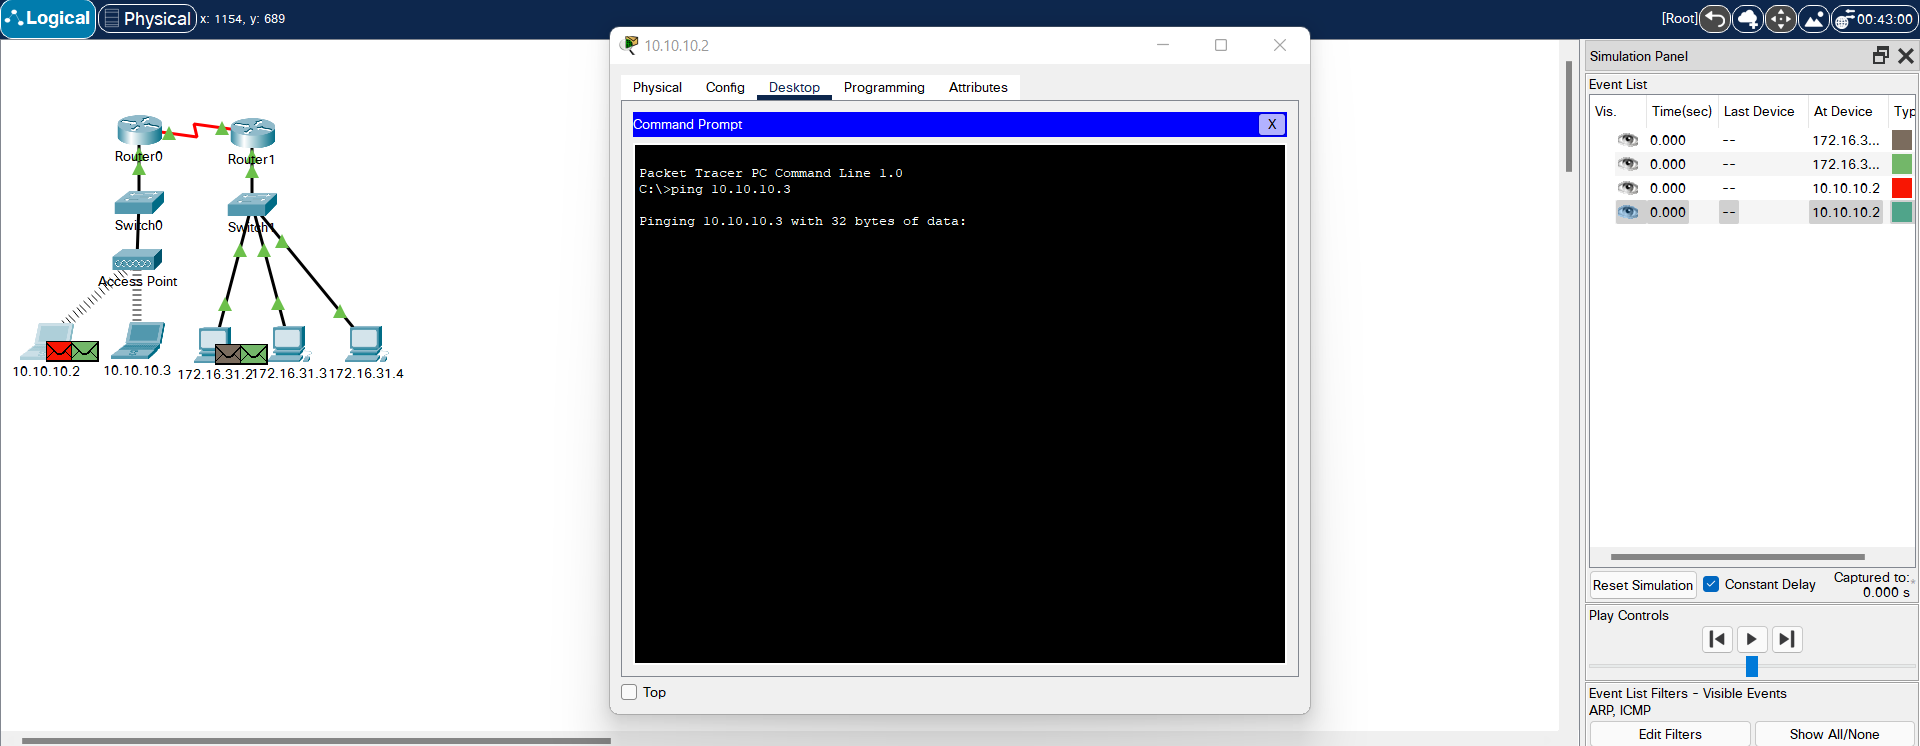 Logical Physical x: 1154, y: 689
[Root] 00:43:00
Router0
Router1
Switch0
Switch1
Access Point
10.10.10.2
10.10.10.3
172.16.31.2
172.16.31.3
172.16.31.4
10.10.10.2
Physical Config Desktop Programming Attributes
Command Prompt X
Packet Tracer PC Command Line 1.0
C:\>ping 10.10.10.3
Pinging 10.10.10.3 with 32 bytes of data:
Top
Simulation Panel
Event List
Vis. Time(sec) Last Device At Device Typ
0.000 -- 172.16.3...
0.000 -- 172.16.3...
0.000 -- 10.10.10.2
0.000 -- 10.10.10.2
Reset Simulation Constant Delay Captured to:
0.000 s
Play Controls
Event List Filters - Visible Events
ARP, ICMP
Edit Filters Show All/None